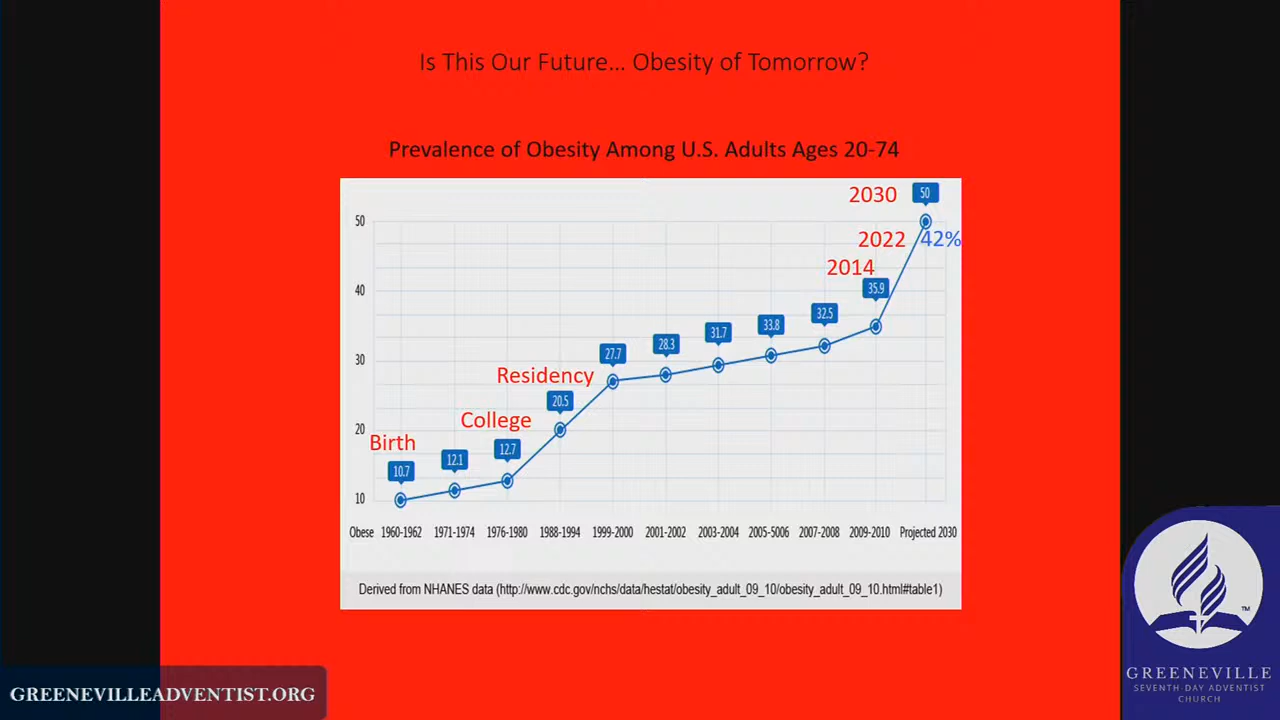 Is This Our Future... Obesity of Tomorrow?
Prevalence of Obesity Among U.S. Adults Ages 20-74
2030 50
50
2022 42%
2014
40
35.9
32.5
33.8
31.7
28.3
27.7
30
Residency
20.5
College
20
Birth
12.7
12.1
10.7
10
Obese 1960-1962 1971-1974 1976-1980 1988-1994 1999-2000 2001-2002 2003-2004 2005-5006 2007-2008 2009-2010 Projected 2030
Derived from NHANES data (http://www.cdc.gov/nchs/data/hestat/obesity_adult_09_10/obesity_adult_09_10.html#table1)
TM
GREENEVILLE
SEVENTH-DAY ADVENTIST
CHURCH
GREENEVILLEADVENTIST.ORG